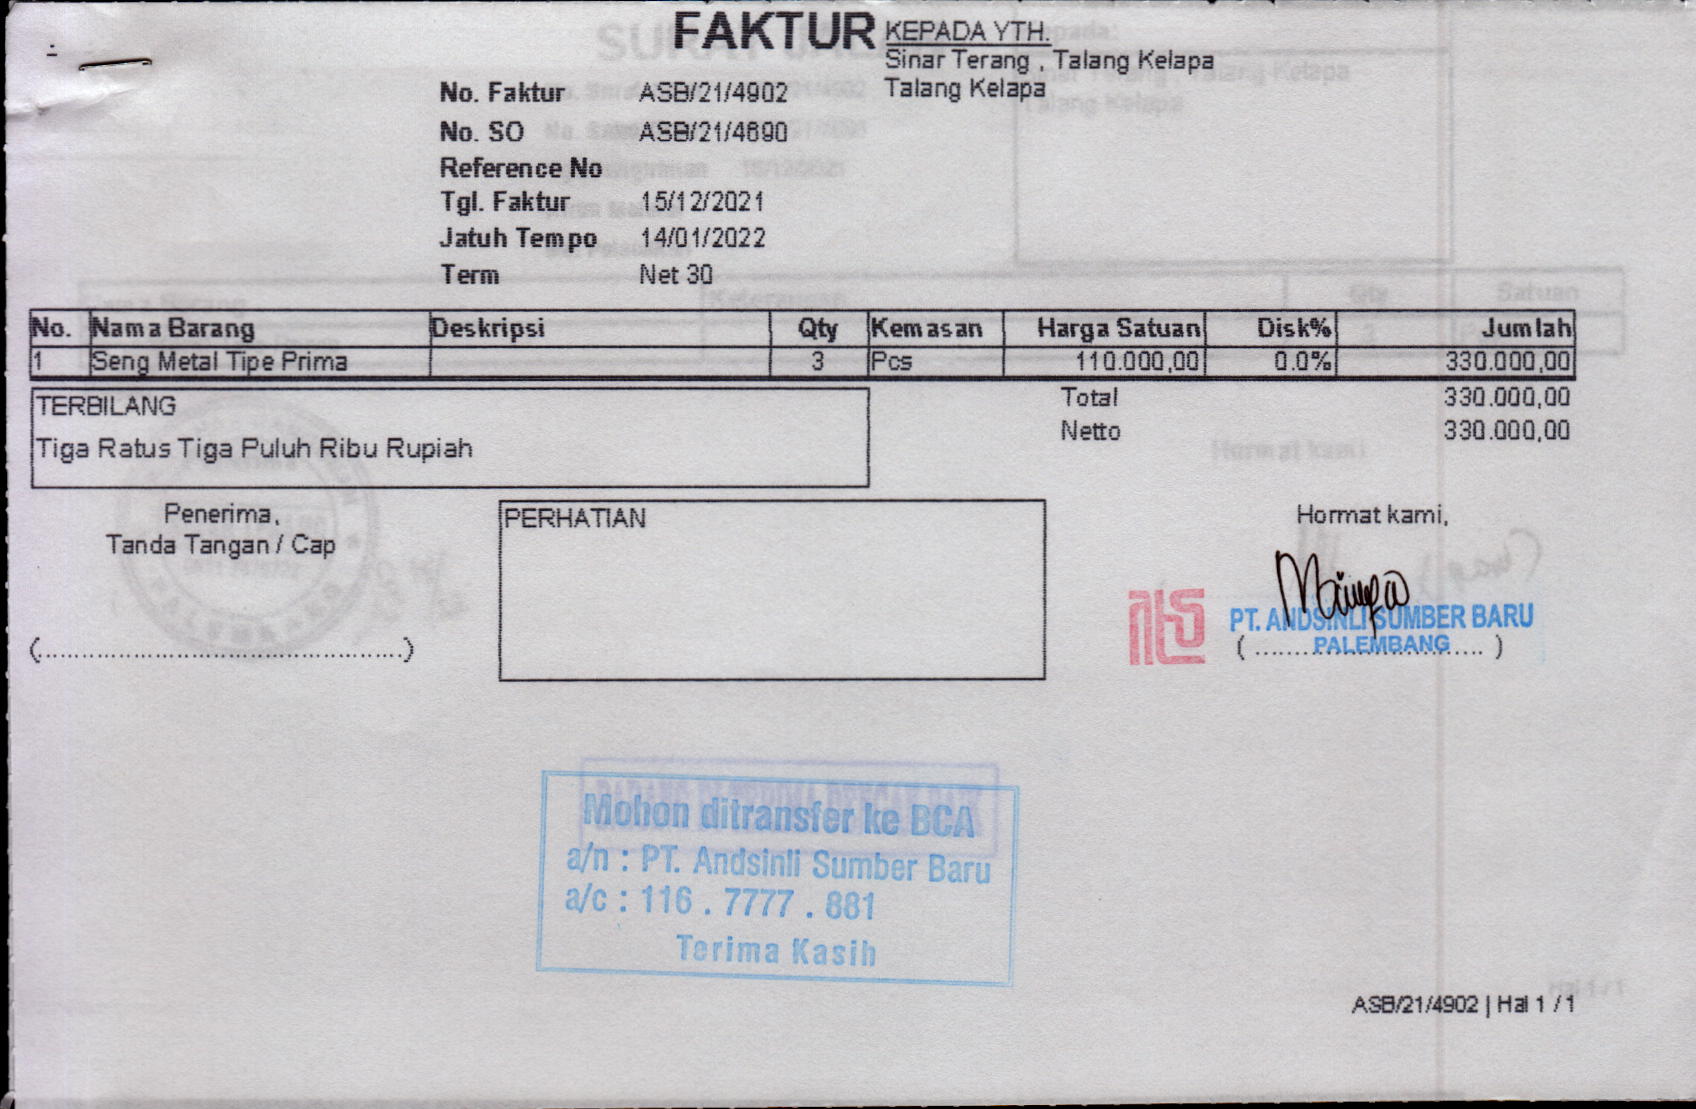 FAKTUR
KEPADA YTH.
Sinar Terang , Talang Kelapa
Talang Kelapa
No. Faktur ASB/21/4902
No. SO ASB/21/4690
Reference No
Tgl. Faktur 15/12/2021
Jatuh Tempo 14/01/2022
Term Net 30
No. Nama Barang Deskripsi Qty Kemasan Harga Satuan Disk% Jumlah
1 Seng Metal Tipe Prima 3 Pcs 110.000,00 0.0% 330.000,00
Total 330.000,00
Netto 330.000,00
TERBILANG
Tiga Ratus Tiga Puluh Ribu Rupiah
Penerima,
Tanda Tangan / Cap
(..................................................)
PERHATIAN
Hormat kami,
PT. ANDSINLI SUMBER BARU
PALEMBANG
Mohon ditransfer ke BCA
a/n : PT. Andsinli Sumber Baru
a/c : 116 . 7777 . 881
Terima Kasih
ASB/21/4902 | Hal 1 / 1